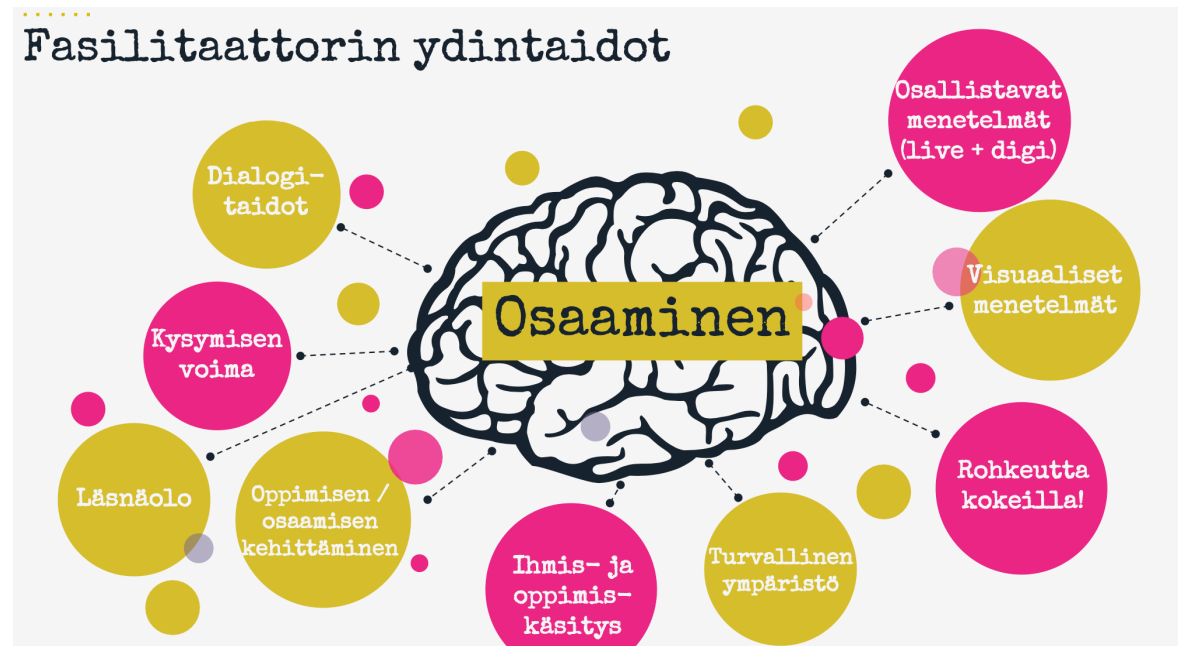 Fasilitaattorin ydintaidot
Osallistavat
menetelmät
(live + digi)
Dialogi-
taidot
Visuaaliset
menetelmät
Osaaminen
Kysymisen
voima
Rohkeutta
kokeilla!
Läsnäolo
Oppimisen /
osaamisen
kehittäminen
Ihmis- ja
oppimis-
käsitys
Turvallinen
ympäristö